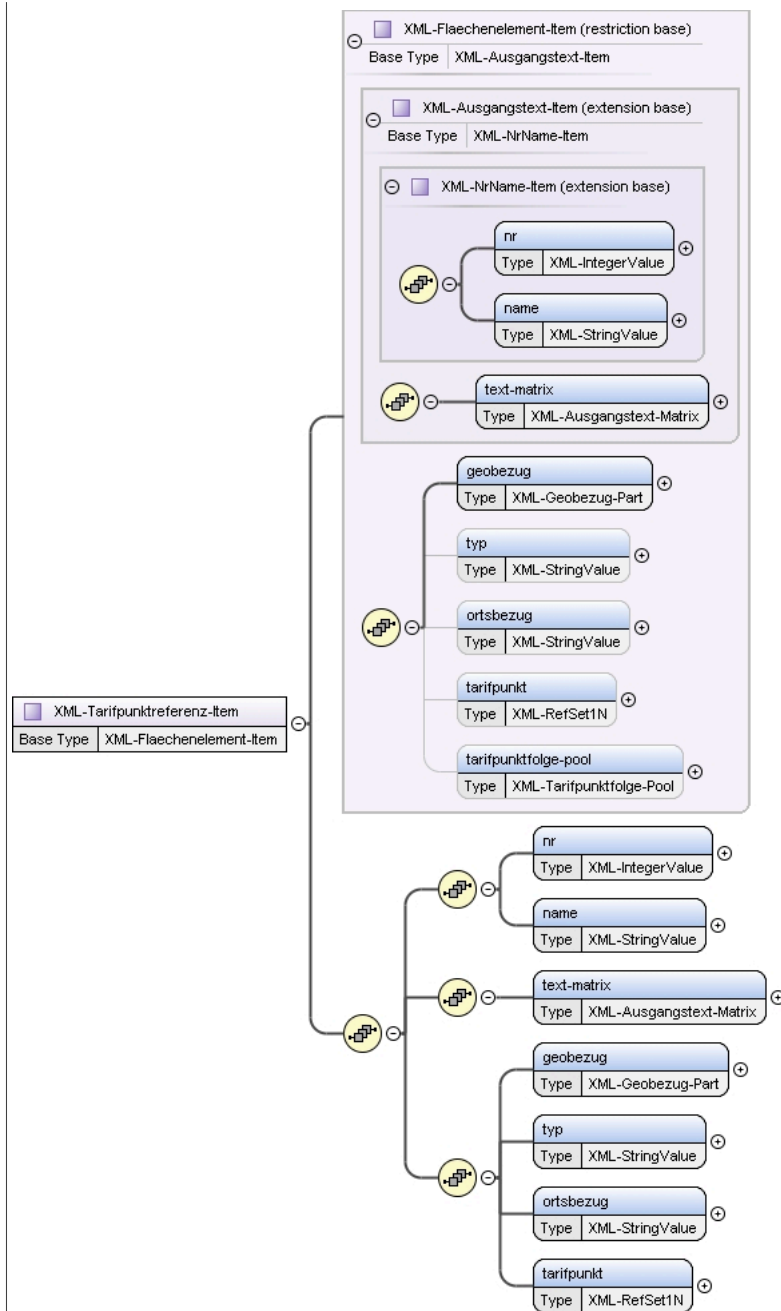 XML-Flaechenelement-Item (restriction base)
Base Type XML-Ausgangstext-Item
XML-Ausgangstext-Item (extension base)
Base Type XML-NrName-Item
XML-NrName-Item (extension base)
nr
Type XML-IntegerValue
name
Type XML-StringValue
text-matrix
Type XML-Ausgangstext-Matrix
geobezug
Type XML-Geobezug-Part
typ
Type XML-StringValue
ortsbezug
Type XML-StringValue
tarifpunkt
Type XML-RefSet1N
tarifpunktfolge-pool
Type XML-Tarifpunktfolge-Pool
XML-Tarifpunktreferenz-Item
Base Type XML-Flaechenelement-Item
nr
Type XML-IntegerValue
name
Type XML-StringValue
text-matrix
Type XML-Ausgangstext-Matrix
geobezug
Type XML-Geobezug-Part
typ
Type XML-StringValue
ortsbezug
Type XML-StringValue
tarifpunkt
Type XML-RefSet1N